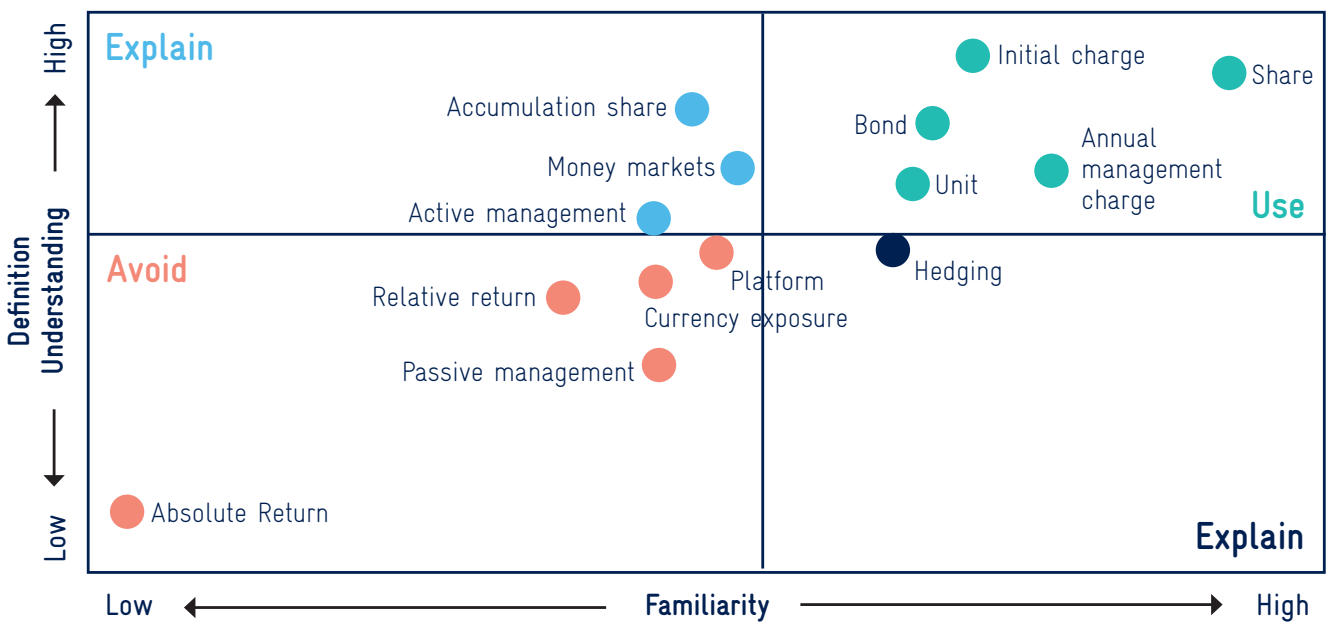 High
Explain
Initial charge
Share
Accumulation share
Bond
Annual
management
charge
Money markets
Unit
Active management
Use
Definition
Understanding
Avoid
Platform
Hedging
Relative return
Currency exposure
Passive management
Absolute Return
Low
Explain
Low
Familiarity
High